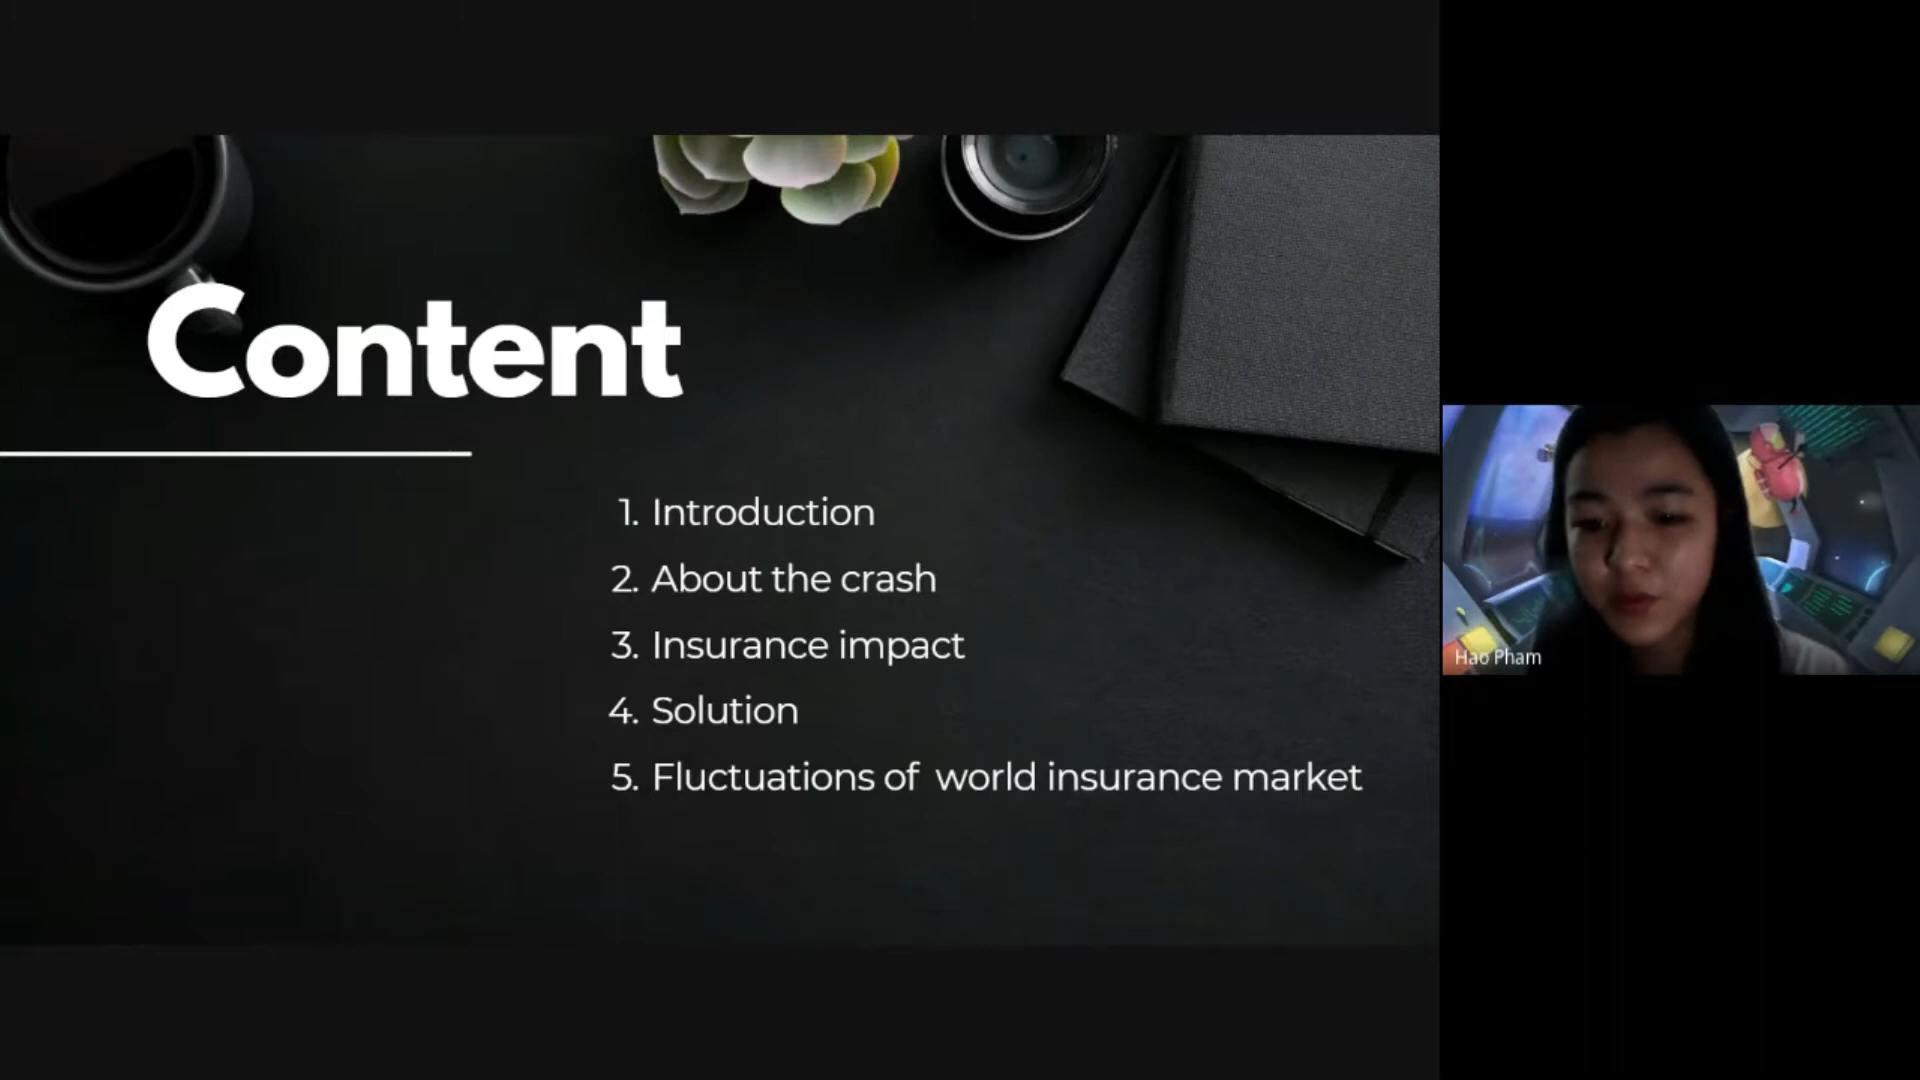 Content
1. Introduction
2. About the crash
3. Insurance impact
4. Solution
5. Fluctuations of  world insurance market
Hao Pham